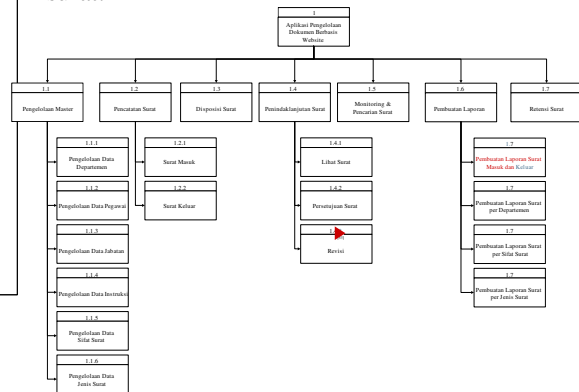 1
Aplikasi Pengelolaan
Dokumen Berbasis
Website
1.1
Pengelolaan Master
1.2
Pencatatan Surat
1.3
Disposisi Surat
1.4
Penindaklanjutan Surat
1.5
Monitoring &
Pencarian Surat
1.6
Pembuatan Laporan
1.7
Retensi Surat
1.1.1
Pengelolaan Data
Departemen
1.1.2
Pengelolaan Data Pegawai
1.1.3
Pengelolaan Data Jabatan
1.1.4
Pengelolaan Data Instruksi
1.1.5
Pengelolaan Data
Sifat Surat
1.1.6
Pengelolaan Data
Jenis Surat
1.2.1
Surat Masuk
1.2.2
Surat Keluar
1.4.1
Lihat Surat
1.4.2
Persetujuan Surat
Revisi
1.7
Pembuatan Laporan Surat
Masuk dan Keluar
1.7
Pembuatan Laporan Surat
per Departemen
1.7
Pembuatan Laporan Surat
per Sifat Surat
1.7
Pembuatan Laporan Surat
per Jenis Surat